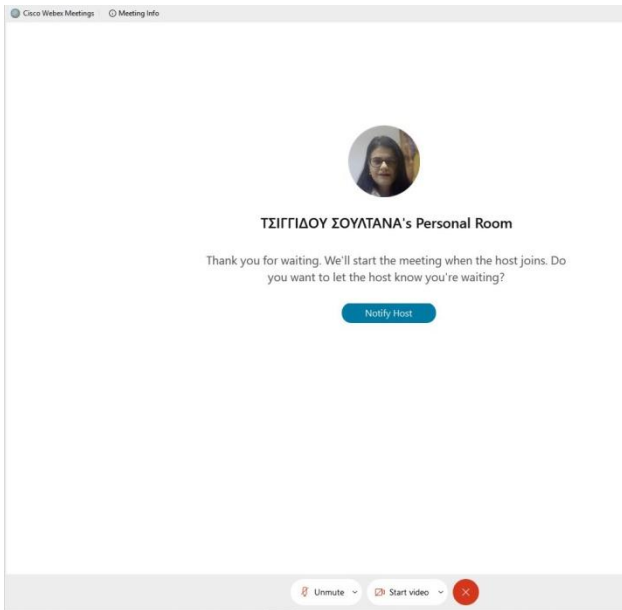 Cisco Webex Meetings
Meeting Info
ΤΣΙΓΓΙΔΟΥ ΣΟΥΛΤΑΝΑ's Personal Room
Thank you for waiting. We'll start the meeting when the host joins. Do
you want to let the host know you're waiting?
Notify Host
Unmute
Start video